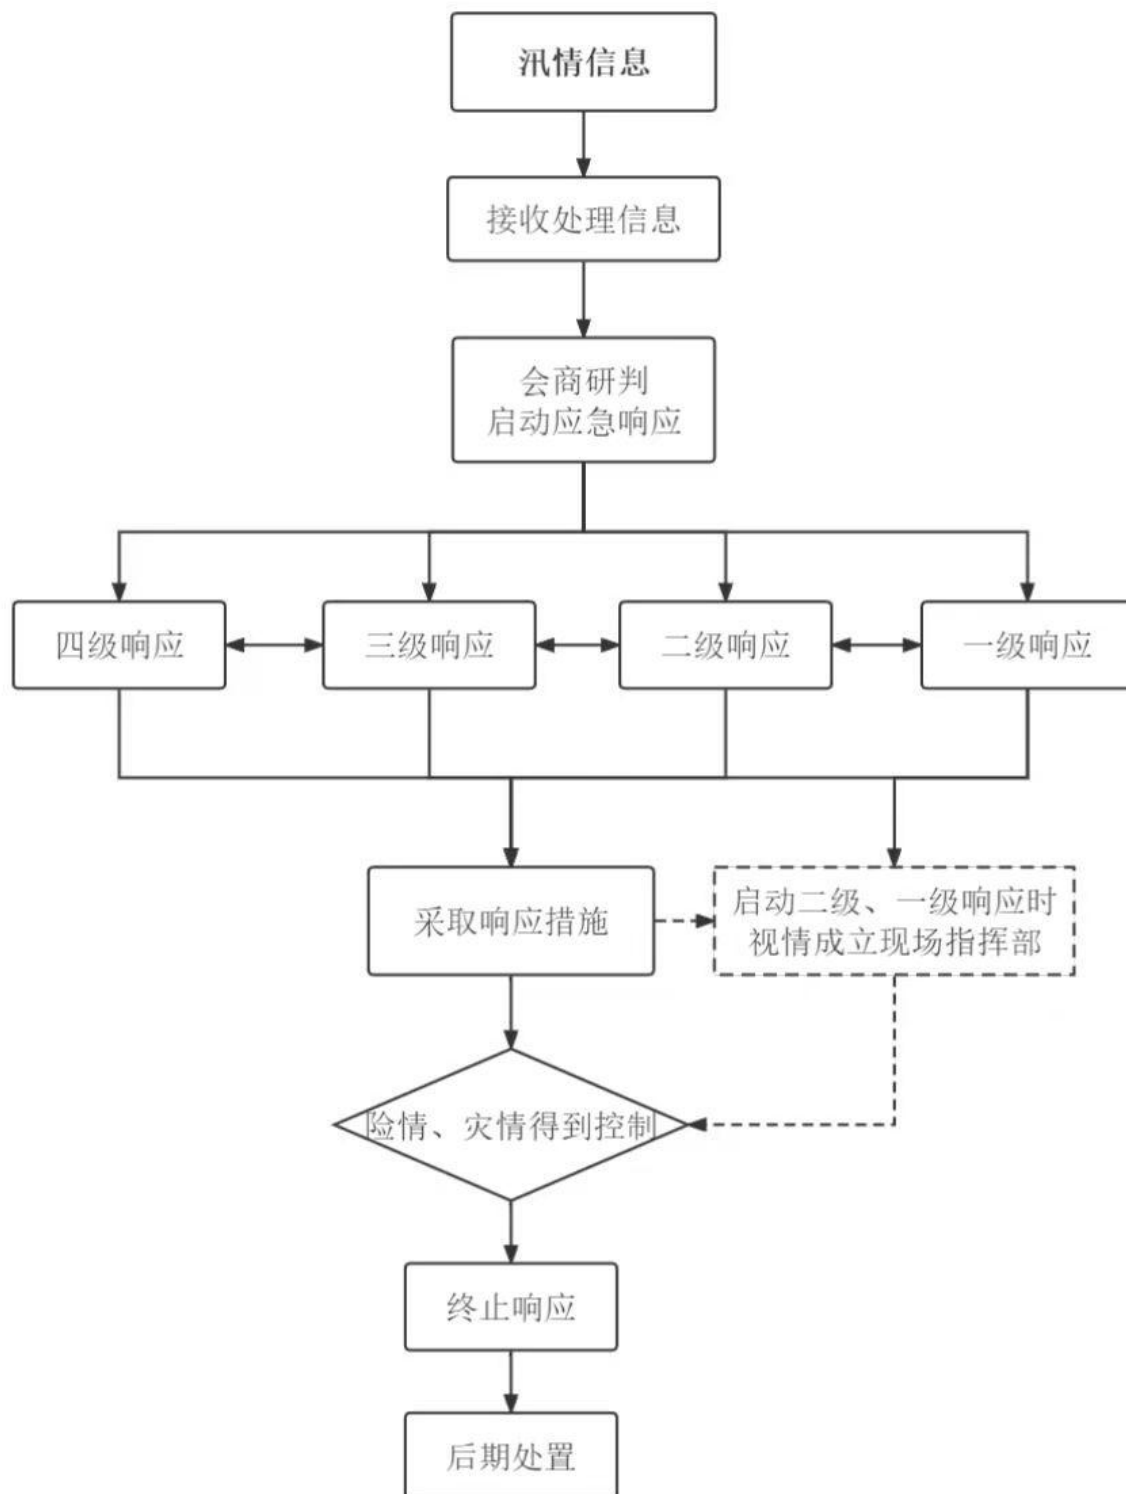 汛情信息
接收处理信息
会商研判
启动应急响应
四级响应
三级响应
二级响应
一级响应
采取响应措施
启动二级、一级响应时
视情成立现场指挥部
险情、灾情得到控制
终止响应
后期处置